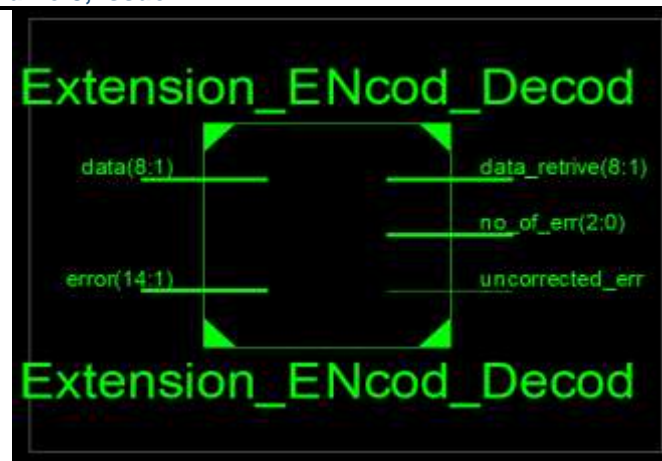 Extension_ENcod_Decod
data(8:1)
data_retrive(8:1)
no_of_err(2:0)
error(14:1)
uncorrected_err
Extension_ENcod_Decod